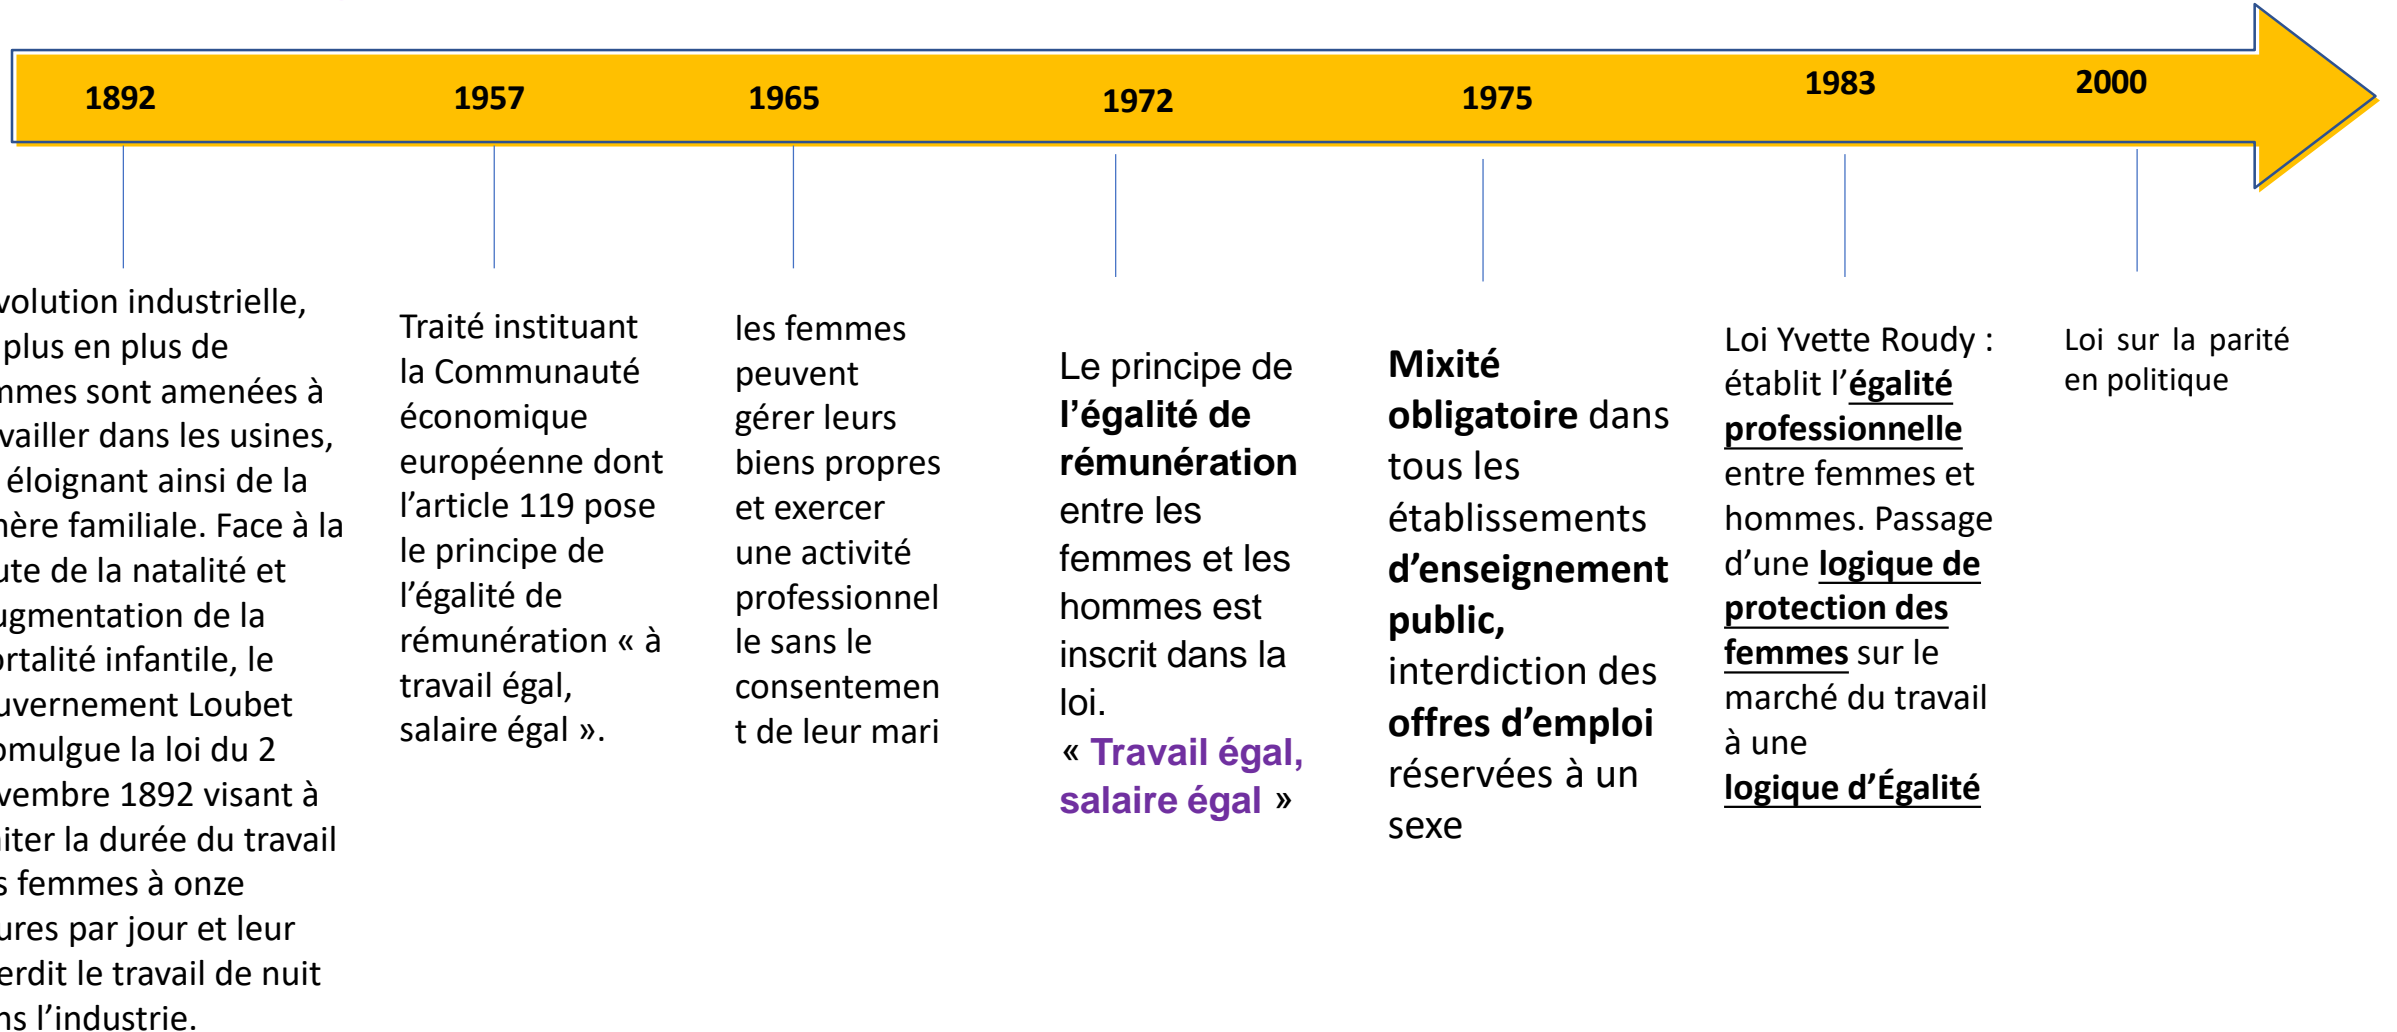 1892
1957
1965
1972
1975
1983
2000
volution industrielle,
plus en plus de
mmes sont amenées à
vailler dans les usines,
éloignant ainsi de la
hère familiale. Face à la
ute de la natalité et
ugmentation de la
ortalité infantile, le
uvernement Loubet
omulgue la loi du 2
vembre 1892 visant à
iter la durée du travail
s femmes à onze
ures par jour et leur
erdit le travail de nuit
ns l’industrie.
Traité instituant
la Communauté
économique
européenne dont
l’article 119 pose
le principe de
l’égalité de
rémunération « à
travail égal,
salaire égal ».
les femmes
peuvent
gérer leurs
biens propres
et exercer
une activité
professionnel
le sans le
consentemen
t de leur mari
Le principe de
l’égalité de
rémunération
entre les
femmes et les
hommes est
inscrit dans la
loi.
« Travail égal,
salaire égal »
Mixité
obligatoire dans
tous les
établissements
d’enseignement
public,
interdiction des
offres d’emploi
réservées à un
sexe
Loi Yvette Roudy :
établit l’égalité
professionnelle
entre femmes et
hommes. Passage
d’une logique de
protection des
femmes sur le
marché du travail
à une
logique d’Égalité
Loi sur la parité
en politique